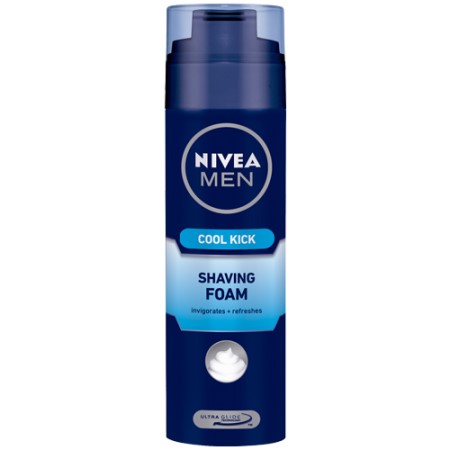 NIVEA
MEN
COOL KICK
SHAVING
FOAM
invigorates + refreshes
ULTRA GLIDE